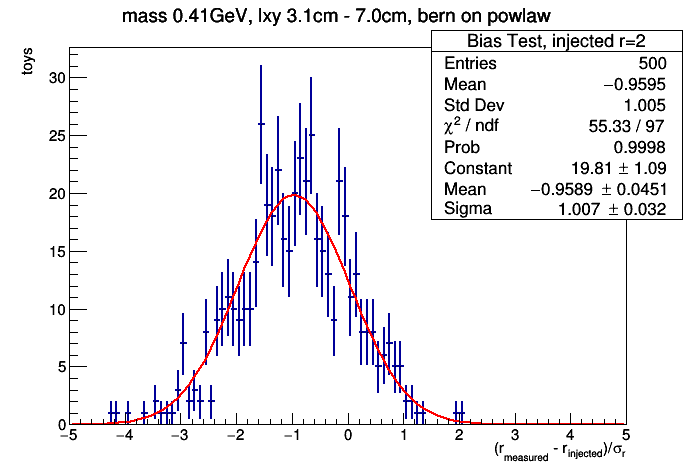 mass 0.41GeV, lxy 3.1cm - 7.0cm, bern on powlaw
Bias Test, injected r=2
Entries 500
Mean −0.9595
Std Dev 1.005
χ² / ndf 55.33 / 97
Prob 0.9998
Constant 19.81 ± 1.09
Mean −0.9589 ± 0.0451
Sigma 1.007 ± 0.032
toys
30
25
20
15
10
5
0
−5 −4 −3 −2 −1 0 1 2 3 4 5
(r_measured - r_injected)/σ_r